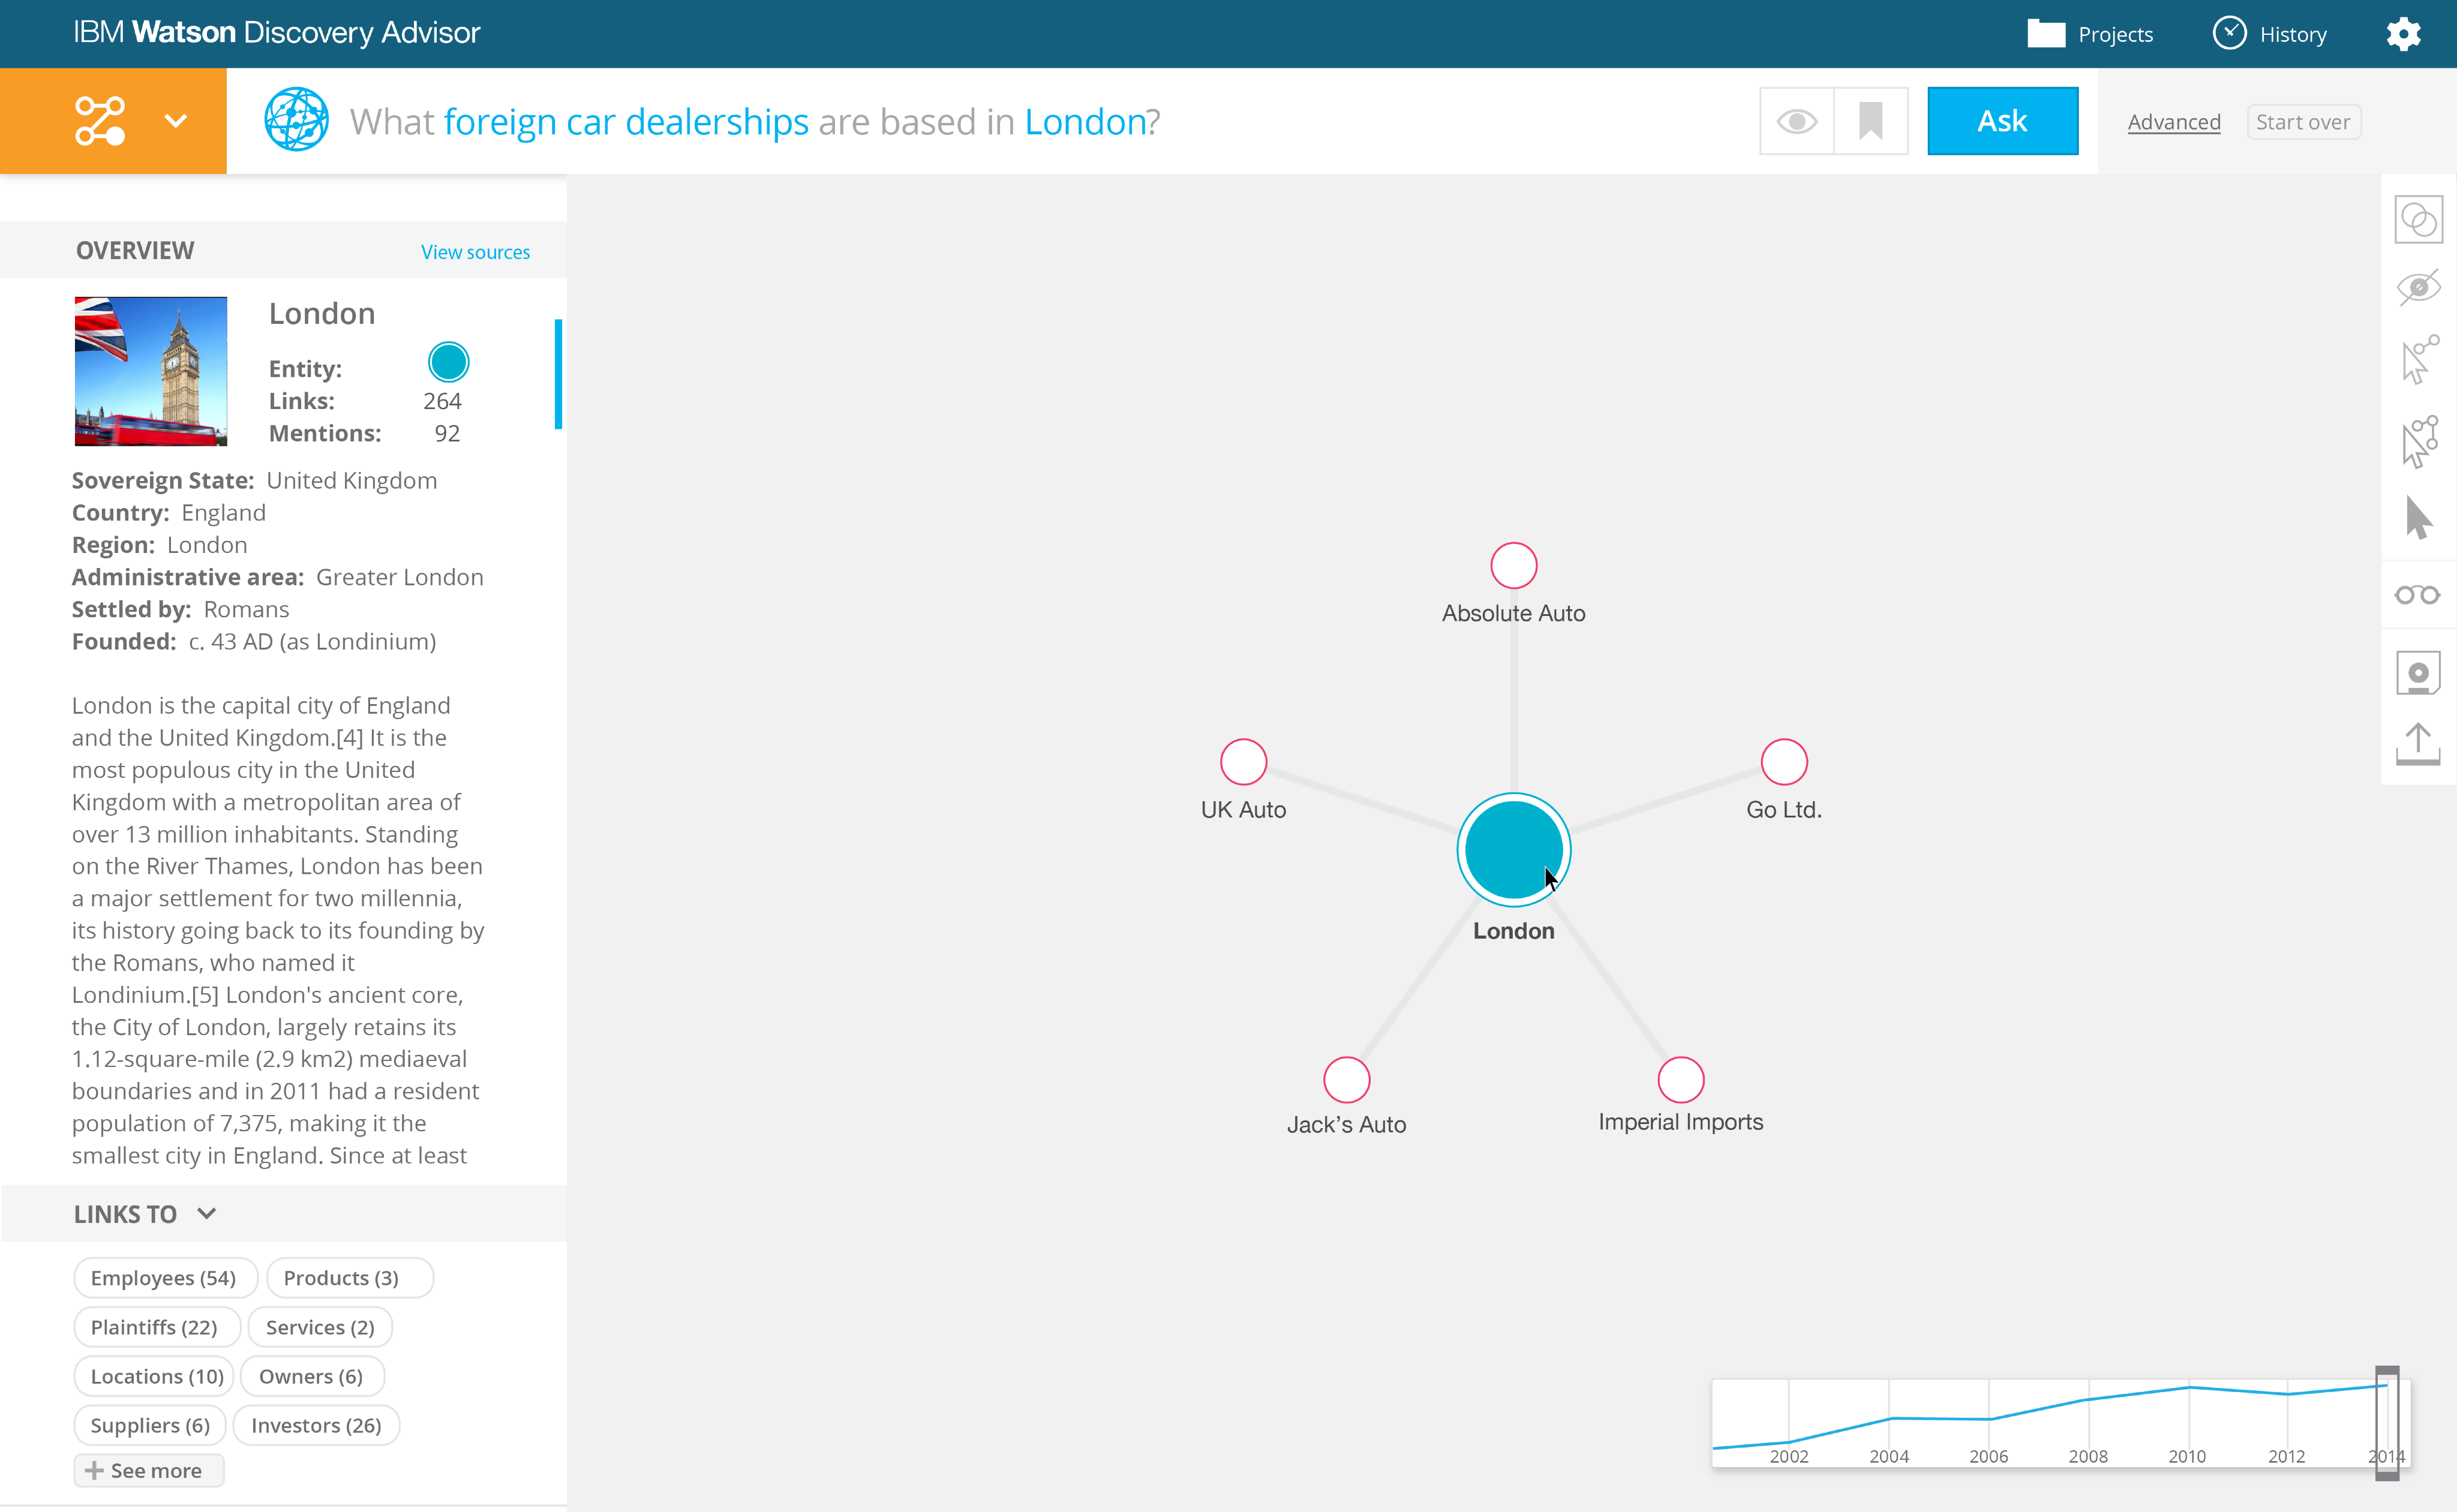 IBM Watson Discovery Advisor
Projects
History
What foreign car dealerships are based in London?
Ask
Advanced
Start over
OVERVIEW
View sources
London
Entity:
Links: 264
Mentions: 92
Sovereign State: United Kingdom
Country: England
Region: London
Administrative area: Greater London
Settled by: Romans
Founded: c. 43 AD (as Londinium)
London is the capital city of England
and the United Kingdom.[4] It is the
most populous city in the United
Kingdom with a metropolitan area of
over 13 million inhabitants. Standing
on the River Thames, London has been
a major settlement for two millennia,
its history going back to its founding by
the Romans, who named it
Londinium.[5] London's ancient core,
the City of London, largely retains its
1.12-square-mile (2.9 km2) mediaeval
boundaries and in 2011 had a resident
population of 7,375, making it the
smallest city in England. Since at least
LINKS TO
Employees (54) Products (3)
Plaintiffs (22) Services (2)
Locations (10) Owners (6)
Suppliers (6) Investors (26)
See more
Absolute Auto
UK Auto
Go Ltd.
London
Jack’s Auto
Imperial Imports
2002 2004 2006 2008 2010 2012 2014